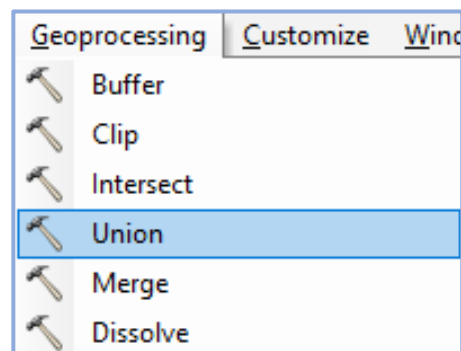 Geoprocessing Customize
Buffer
Clip
Intersect
Union
Merge
Dissolve